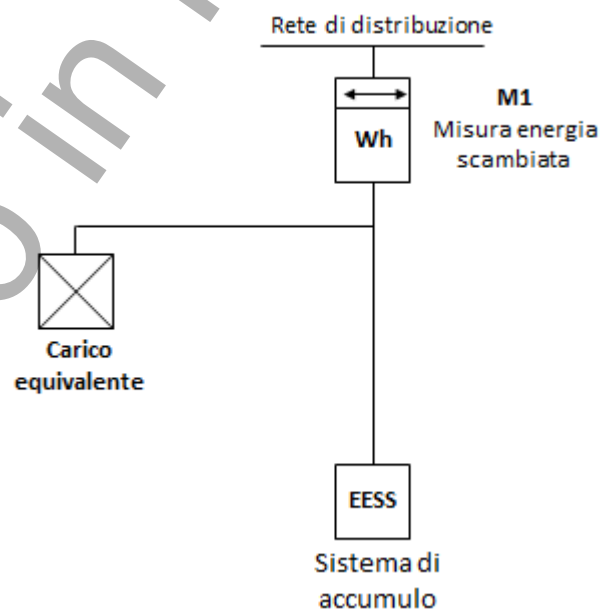 Rete di distribuzione
M1
Wh
Misura energia
scambiata
Carico
equivalente
EESS
Sistema di
accumulo